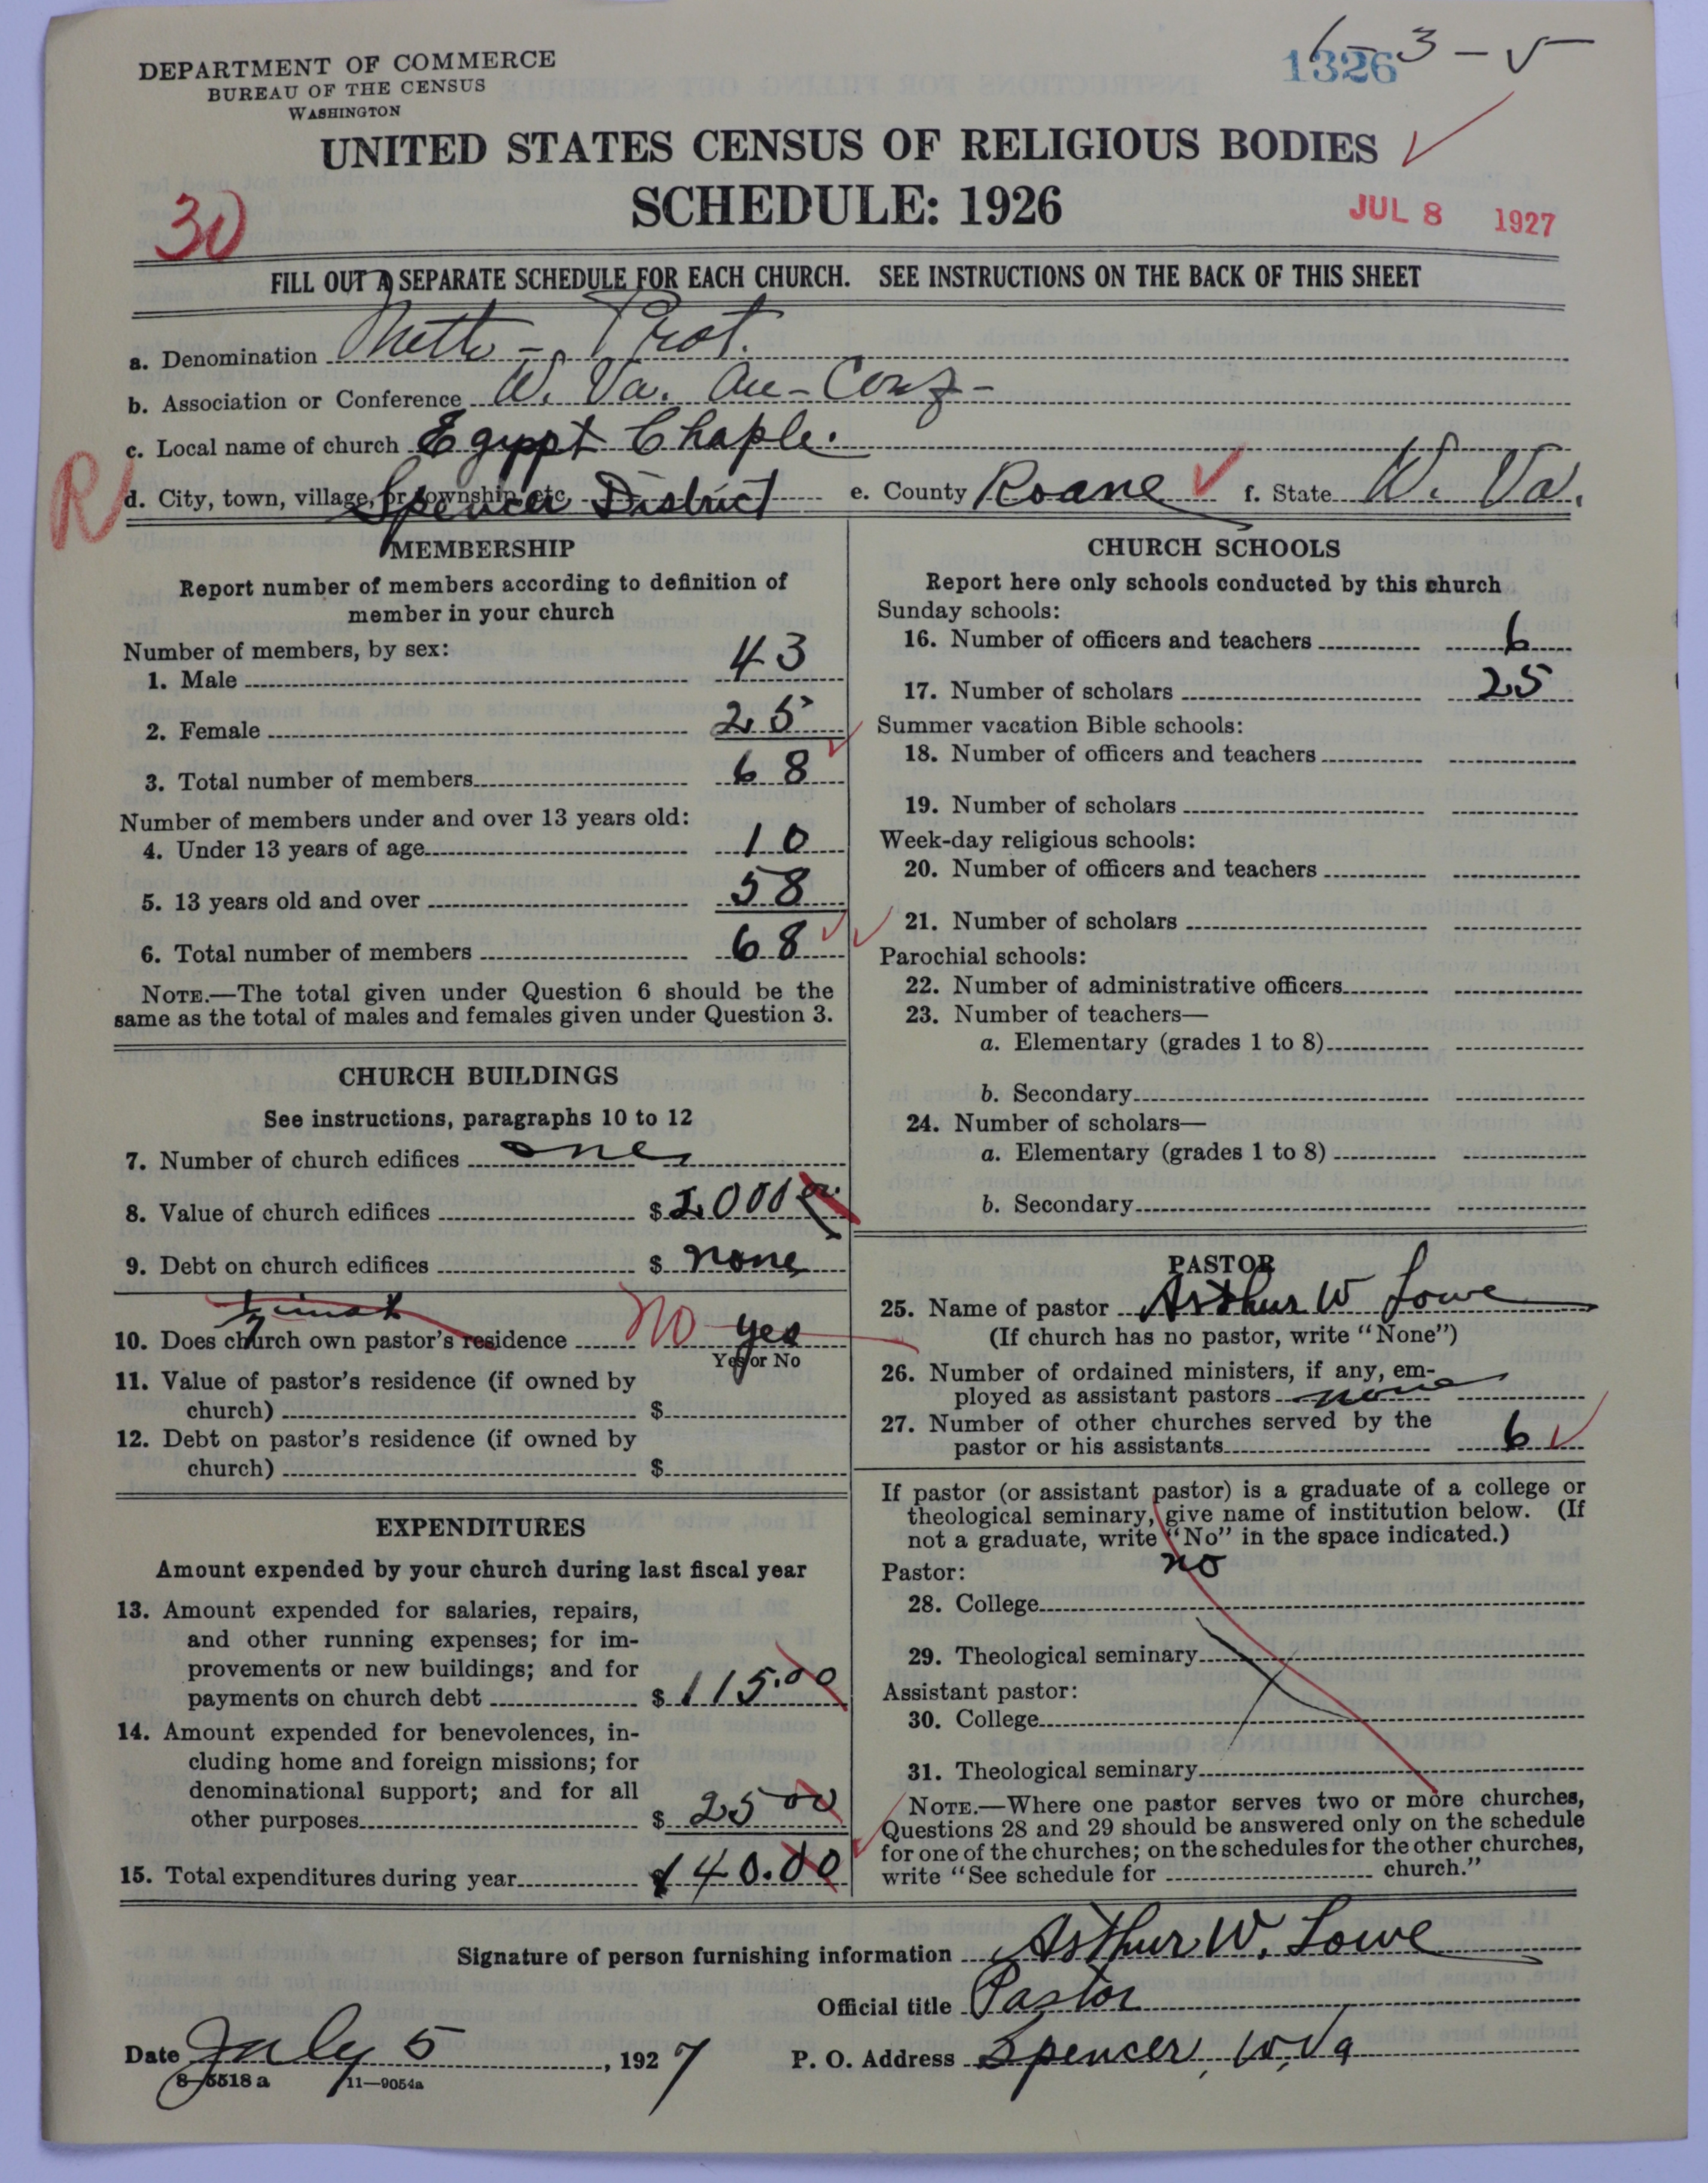 DEPARTMENT OF COMMERCE
BUREAU OF THE CENSUS
WASHINGTON
1326
3 -
UNITED STATES CENSUS OF RELIGIOUS BODIES
SCHEDULE: 1926
30
JUL 8 1927
FILL OUT A SEPARATE SCHEDULE FOR EACH CHURCH. SEE INSTRUCTIONS ON THE BACK OF THIS SHEET
a. Denomination Meth - Prot.
b. Association or Conference W. Va. An - Conf -
c. Local name of church Egypt Chaple.
R
d. City, town, village, or township, etc. Spencer District e. County Roane f. State W. Va.
MEMBERSHIP
Report number of members according to definition of
member in your church
Number of members, by sex:
1. Male 43
2. Female 25
3. Total number of members 68
Number of members under and over 13 years old:
4. Under 13 years of age 10
5. 13 years old and over 58
6. Total number of members 68
NOTE.—The total given under Question 6 should be the
same as the total of males and females given under Question 3.
CHURCH BUILDINGS
See instructions, paragraphs 10 to 12
7. Number of church edifices one
8. Value of church edifices $ 2000
9. Debt on church edifices $ none
10. Does church own pastor's residence No yes
Yes or No
11. Value of pastor's residence (if owned by
church) $
12. Debt on pastor's residence (if owned by
church) $
EXPENDITURES
Amount expended by your church during last fiscal year
13. Amount expended for salaries, repairs,
and other running expenses; for im-
provements or new buildings; and for
payments on church debt $ 115.00
14. Amount expended for benevolences, in-
cluding home and foreign missions; for
denominational support; and for all
other purposes $ 25 00
15. Total expenditures during year $ 140.00
CHURCH SCHOOLS
Report here only schools conducted by this church
Sunday schools:
16. Number of officers and teachers 6
17. Number of scholars 25
Summer vacation Bible schools:
18. Number of officers and teachers
19. Number of scholars
Week-day religious schools:
20. Number of officers and teachers
21. Number of scholars
Parochial schools:
22. Number of administrative officers
23. Number of teachers—
a. Elementary (grades 1 to 8)
b. Secondary
24. Number of scholars—
a. Elementary (grades 1 to 8)
b. Secondary
PASTOR
25. Name of pastor Arthur W Lowe
(If church has no pastor, write "None")
26. Number of ordained ministers, if any, em-
ployed as assistant pastors none
27. Number of other churches served by the
pastor or his assistants 6
If pastor (or assistant pastor) is a graduate of a college or
theological seminary, give name of institution below. (If
not a graduate, write "No" in the space indicated.)
Pastor: no
28. College
29. Theological seminary
Assistant pastor:
30. College
31. Theological seminary
NOTE.—Where one pastor serves two or more churches,
Questions 28 and 29 should be answered only on the schedule
for one of the churches; on the schedules for the other churches,
write "See schedule for church."
Signature of person furnishing information Arthur W. Lowe
Official title Pastor
Date July 5, 1927 P. O. Address Spencer, W. Va
8-5518 a 11—9054a